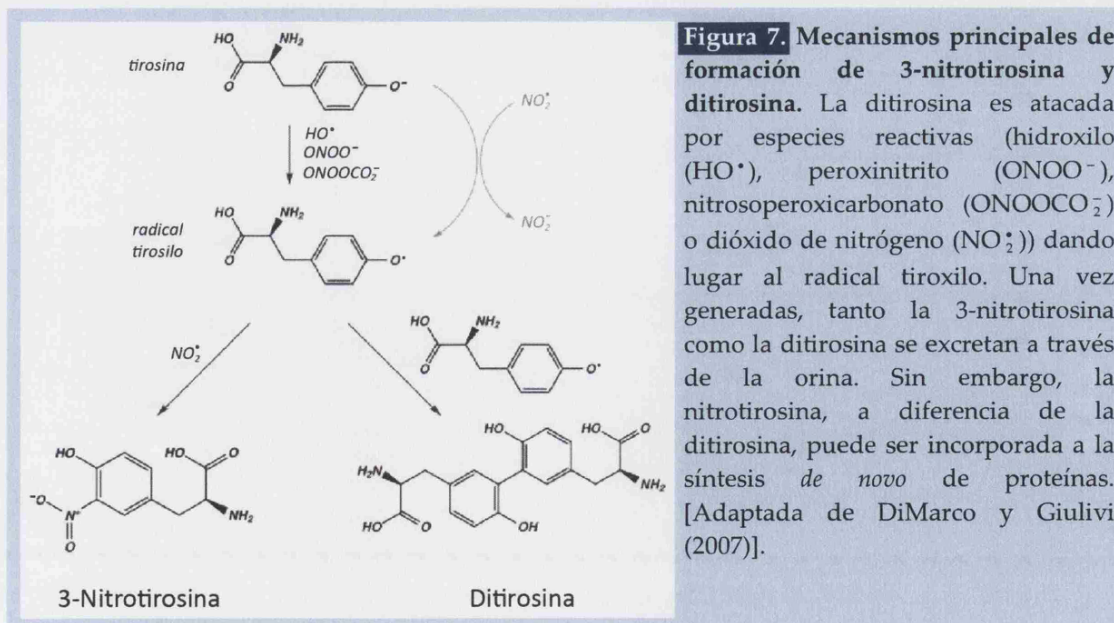 HO
NH₂
tirosina
O
O⁻
NO₂•
HO•
ONOO⁻
ONOOCO₂⁻
NO₂⁻
HO
NH₂
radical
tirosilo
O
O•
HO
NH₂
NO₂•
O
O•
HO
HO
O
HO
HO
O
H₂N
⁻O
N⁺
NH₂
NH₂
O
HO
O
OH
3-Nitrotirosina
Ditirosina
Figura 7. Mecanismos principales de
formación de 3-nitrotirosina y
ditirosina. La ditirosina es atacada
por especies reactivas (hidroxilo
(HO•), peroxinitrito (ONOO⁻),
nitrosoperoxicarbonato (ONOOCO₂⁻)
o dióxido de nitrógeno (NO₂•)) dando
lugar al radical tiroxilo. Una vez
generadas, tanto la 3-nitrotirosina
como la ditirosina se excretan a través
de la orina. Sin embargo, la
nitrotirosina, a diferencia de la
ditirosina, puede ser incorporada a la
síntesis de novo de proteínas.
[Adaptada de DiMarco y Giulivi
(2007)].